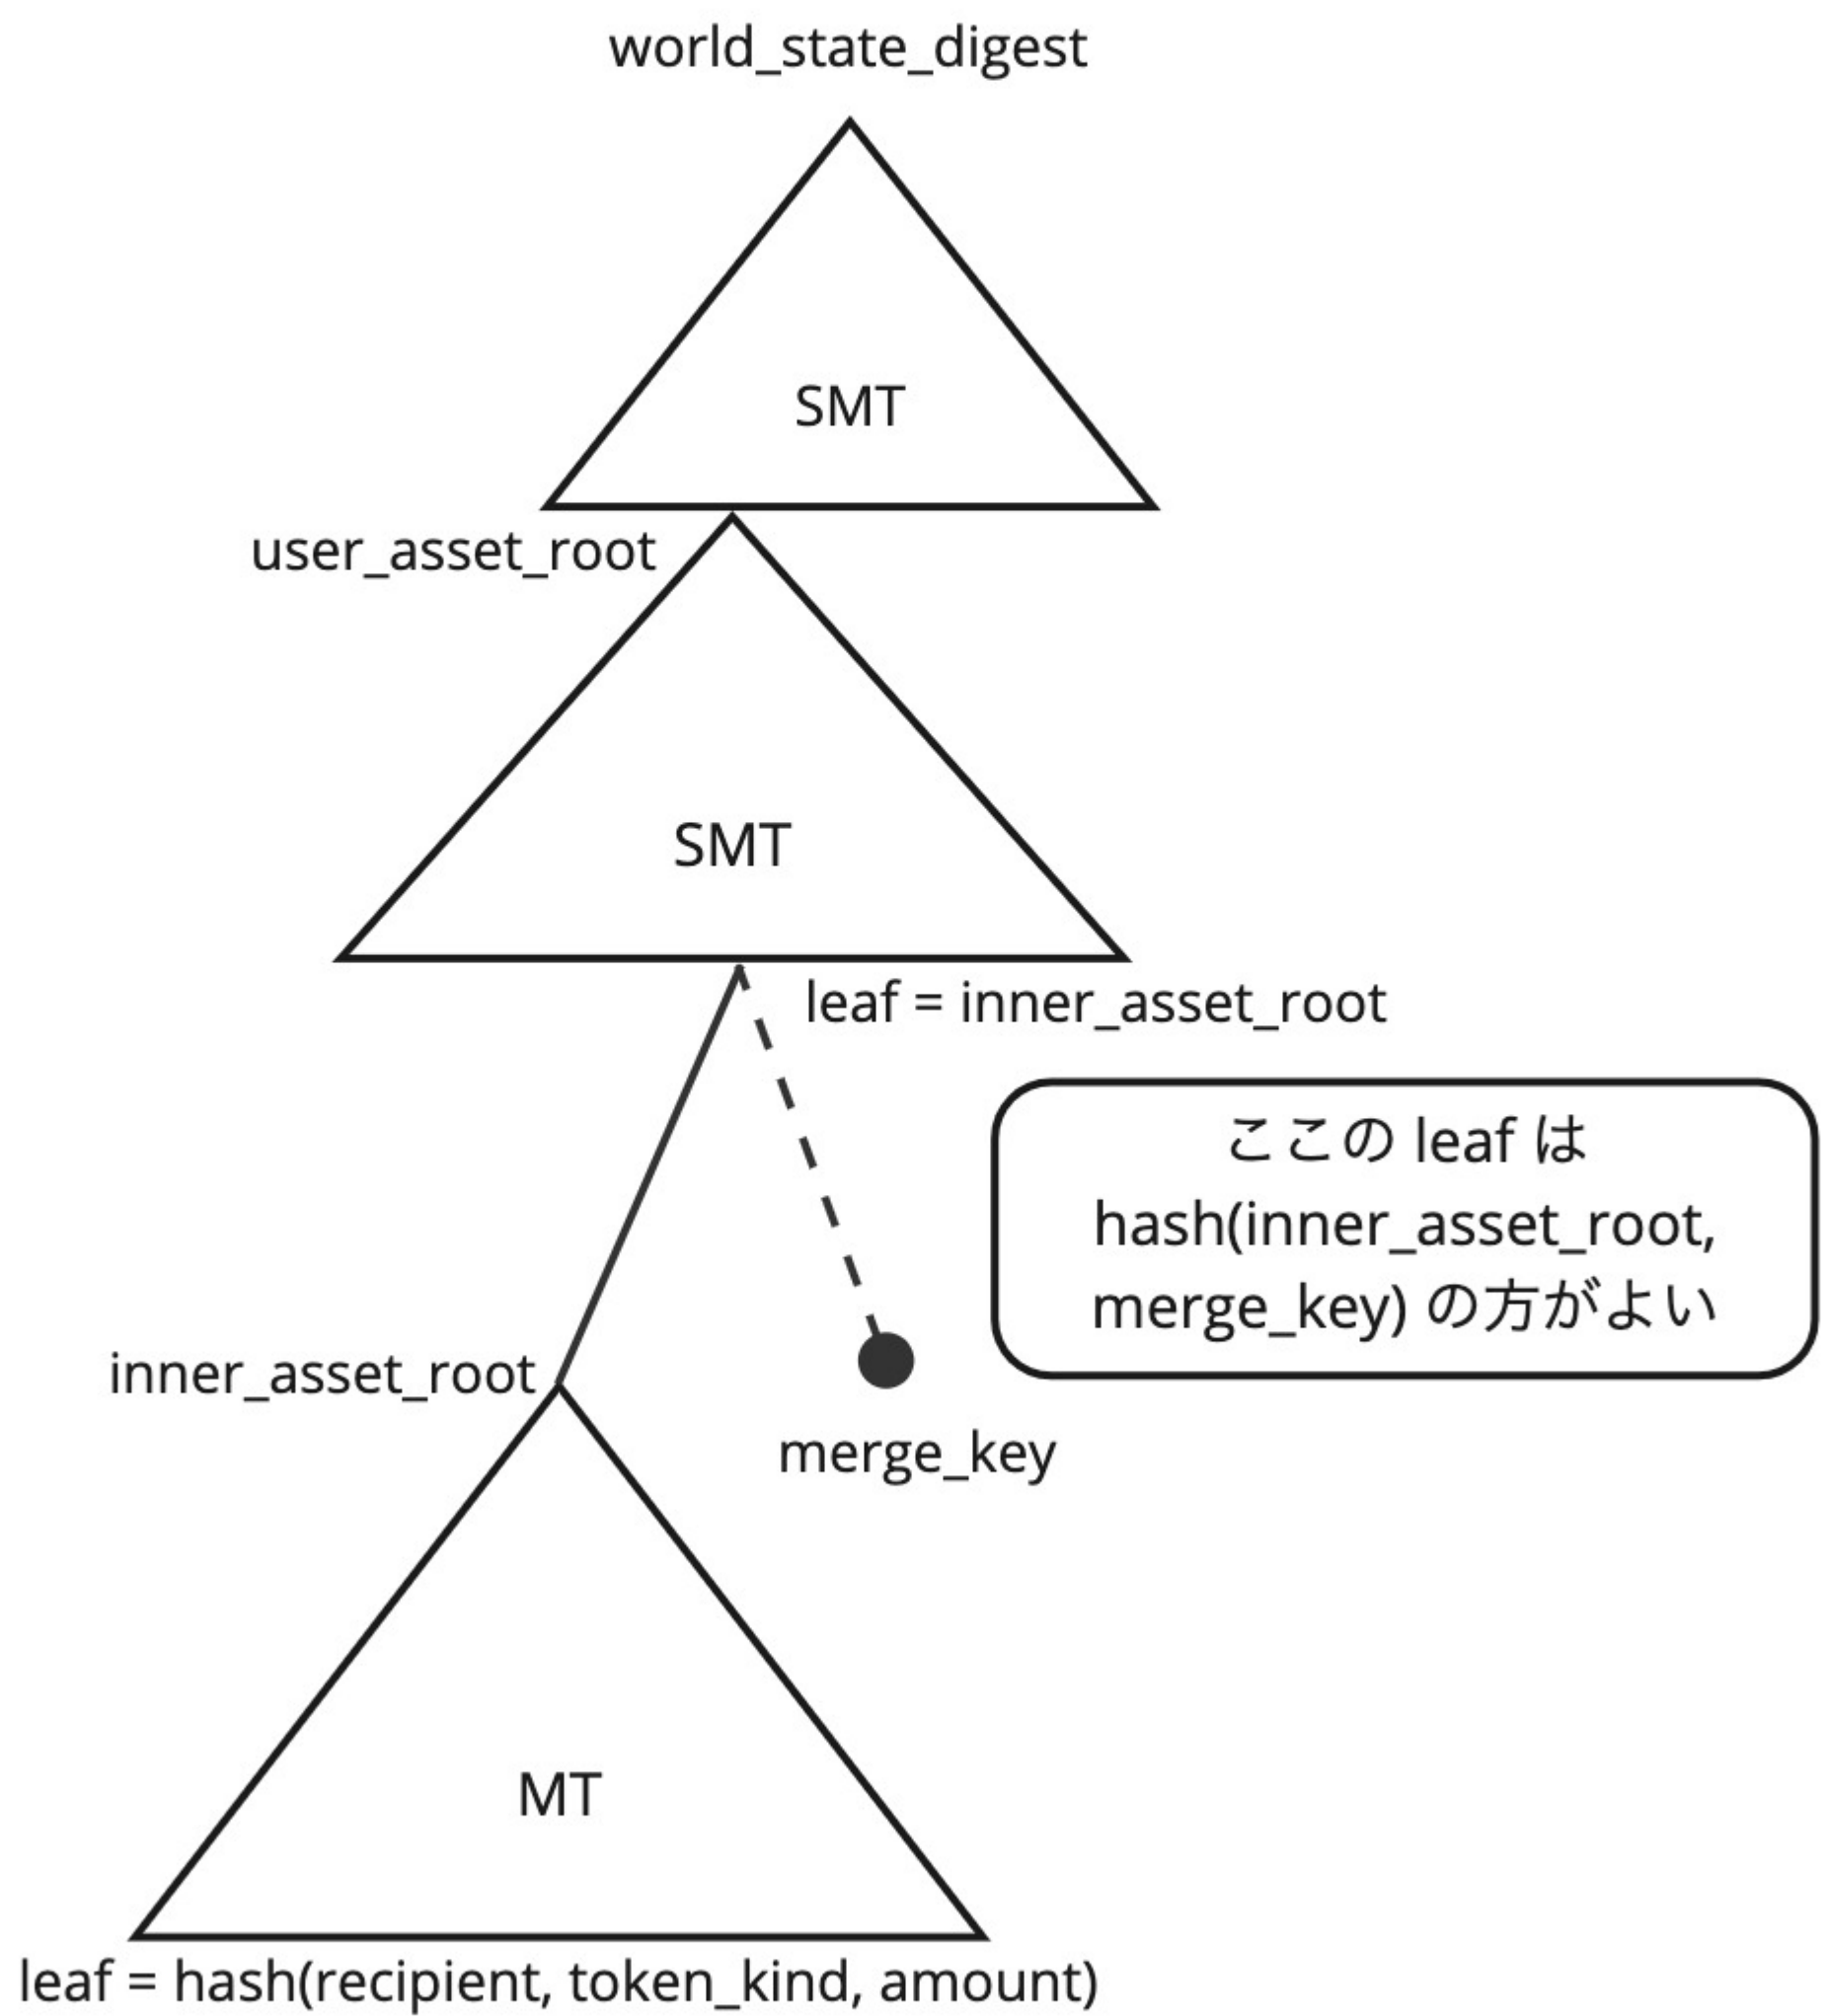 world_state_digest
SMT
user_asset_root
SMT
leaf = inner_asset_root
ここの leaf は
hash(inner_asset_root,
merge_key) の方がよい
inner_asset_root
merge_key
MT
leaf = hash(recipient, token_kind, amount)